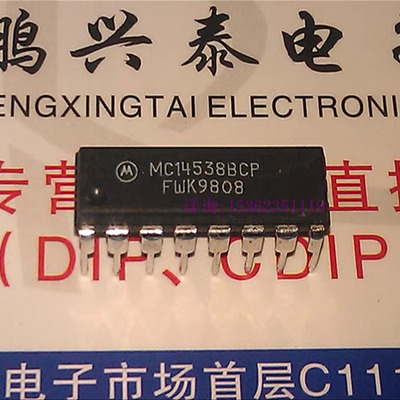 鹏兴泰电
ENGXINGTAI ELECTRONI
MC14538BCP
FWK9808
专营
直接
(DIP、CDIP
电子市场首层C11